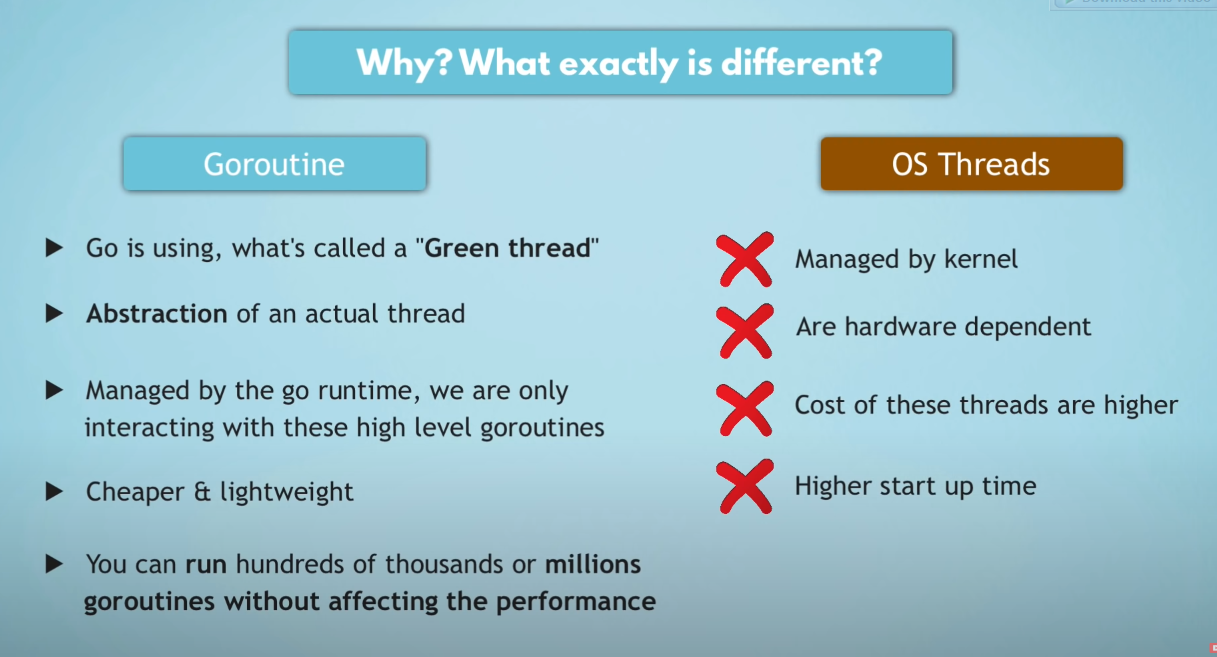 Download this video
Why? What exactly is different?
Goroutine
Go is using, what's called a "Green thread"
Abstraction of an actual thread
Managed by the go runtime, we are only
interacting with these high level goroutines
Cheaper & lightweight
You can run hundreds of thousands or millions
goroutines without affecting the performance
OS Threads
Managed by kernel
Are hardware dependent
Cost of these threads are higher
Higher start up time